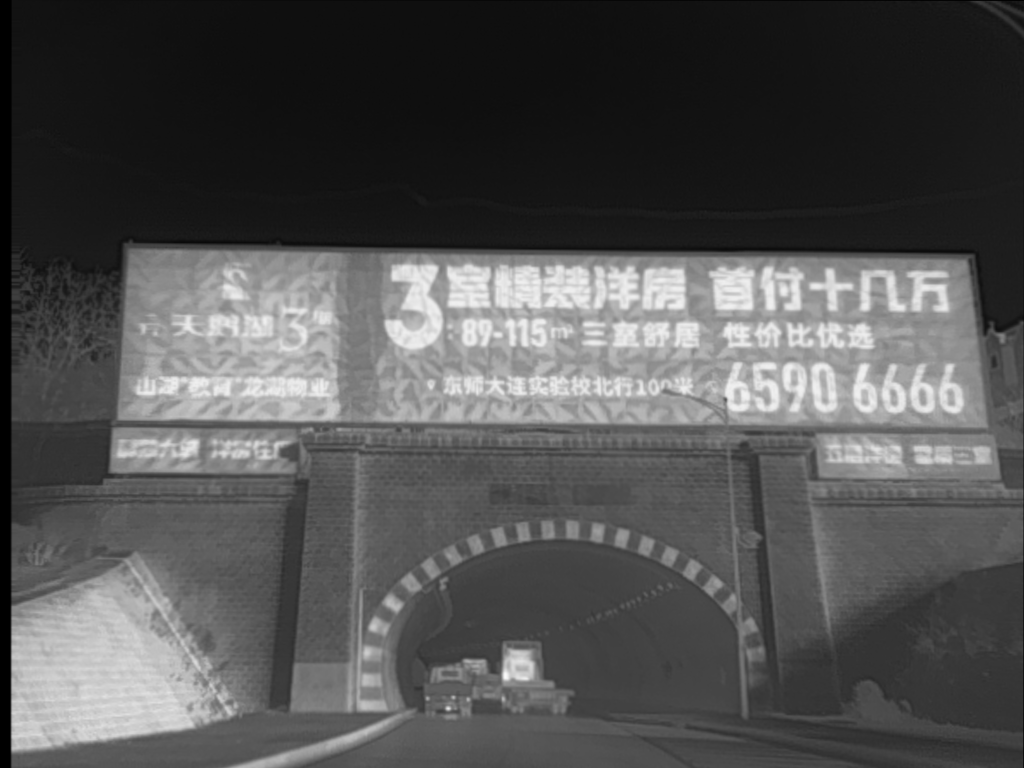 天鹅湖3期
山湖"教育"龙湖物业
3室精装洋房 首付十几万
89-115m² 三室舒居 性价比优选
东师大连实验校北行100米
6590 6666